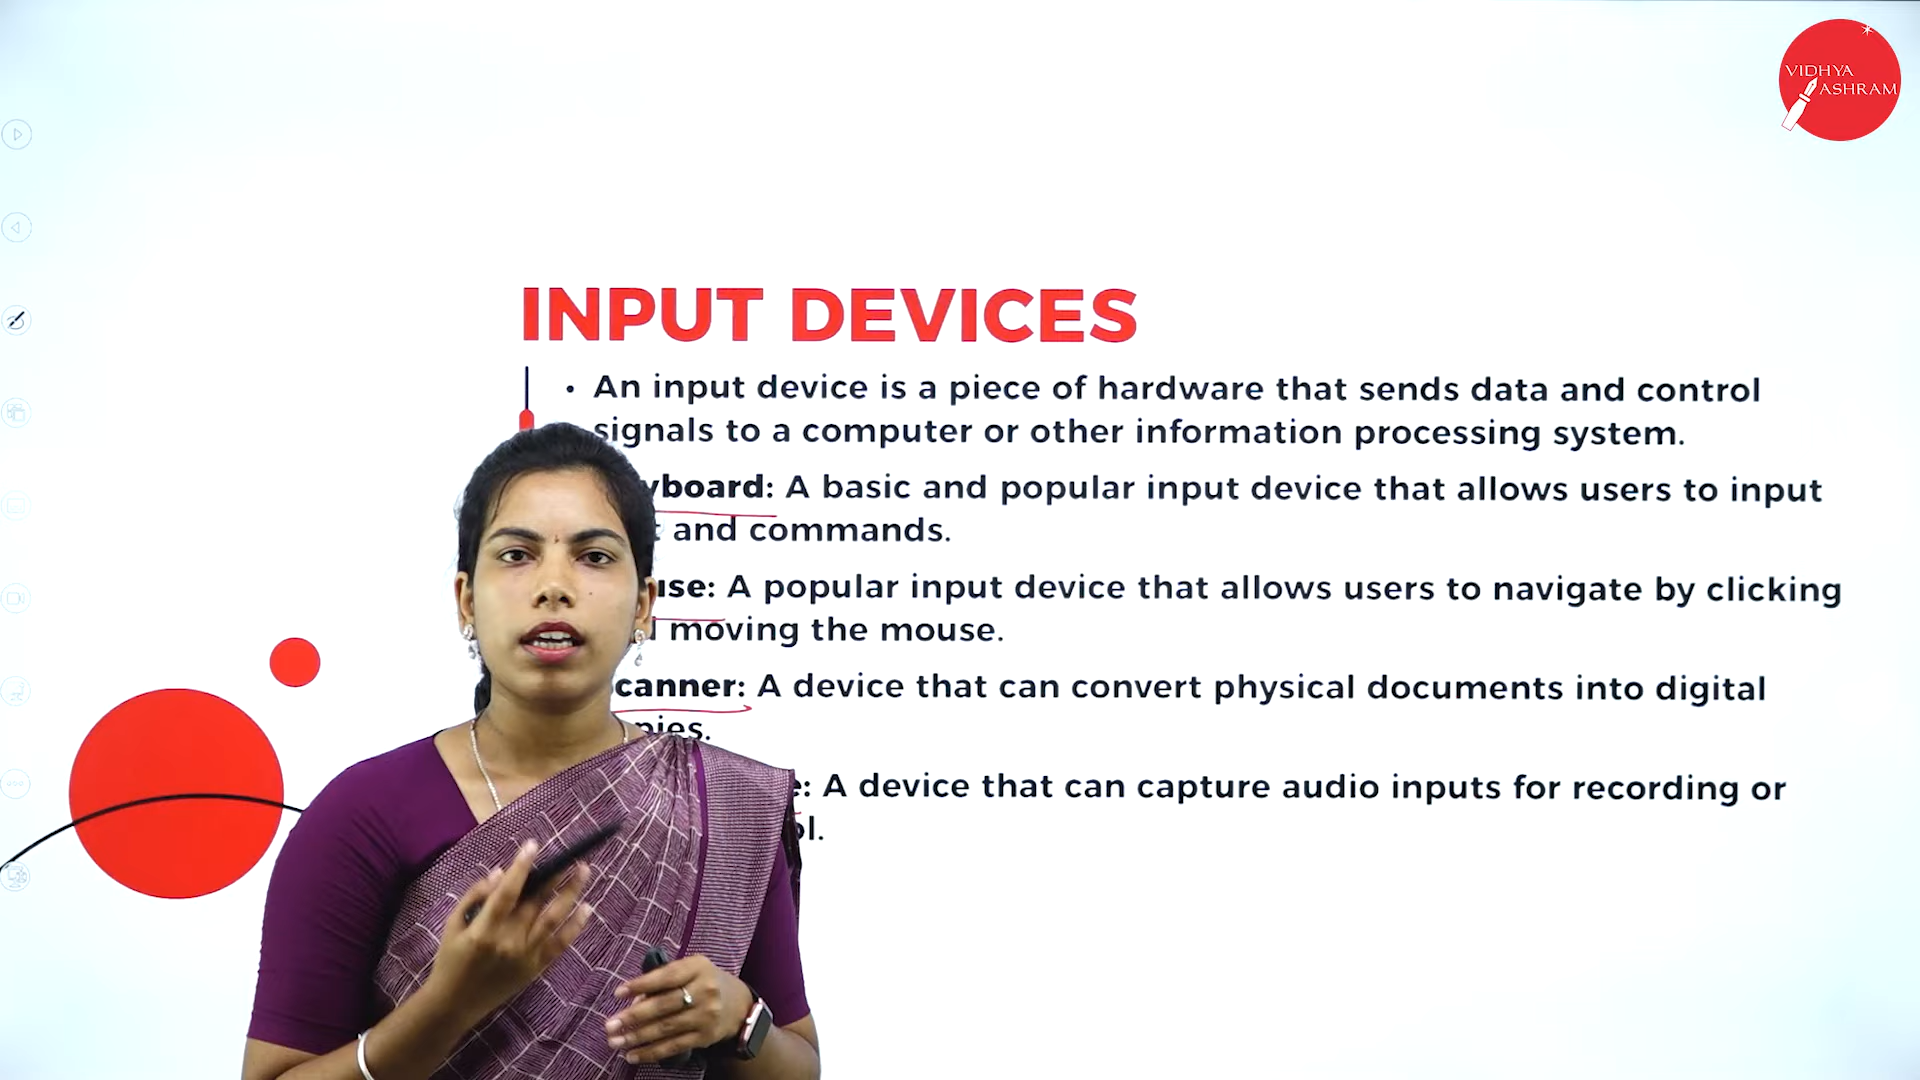 VIDHYA
ASHRAM
INPUT DEVICES
• An input device is a piece of hardware that sends data and control
signals to a computer or other information processing system.
yboard: A basic and popular input device that allows users to input
t and commands.
use: A popular input device that allows users to navigate by clicking
moving the mouse.
canner: A device that can convert physical documents into digital
pies.
e: A device that can capture audio inputs for recording or
ol.